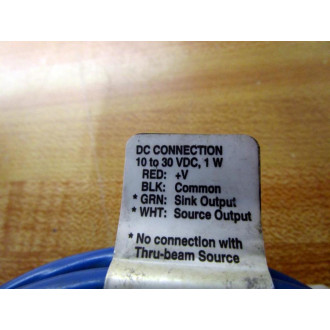 DC CONNECTION
10 to 30 VDC, 1 W
RED: +V
BLK: Common
* GRN: Sink Output
* WHT: Source Output
* No connection with
Thru-beam Source